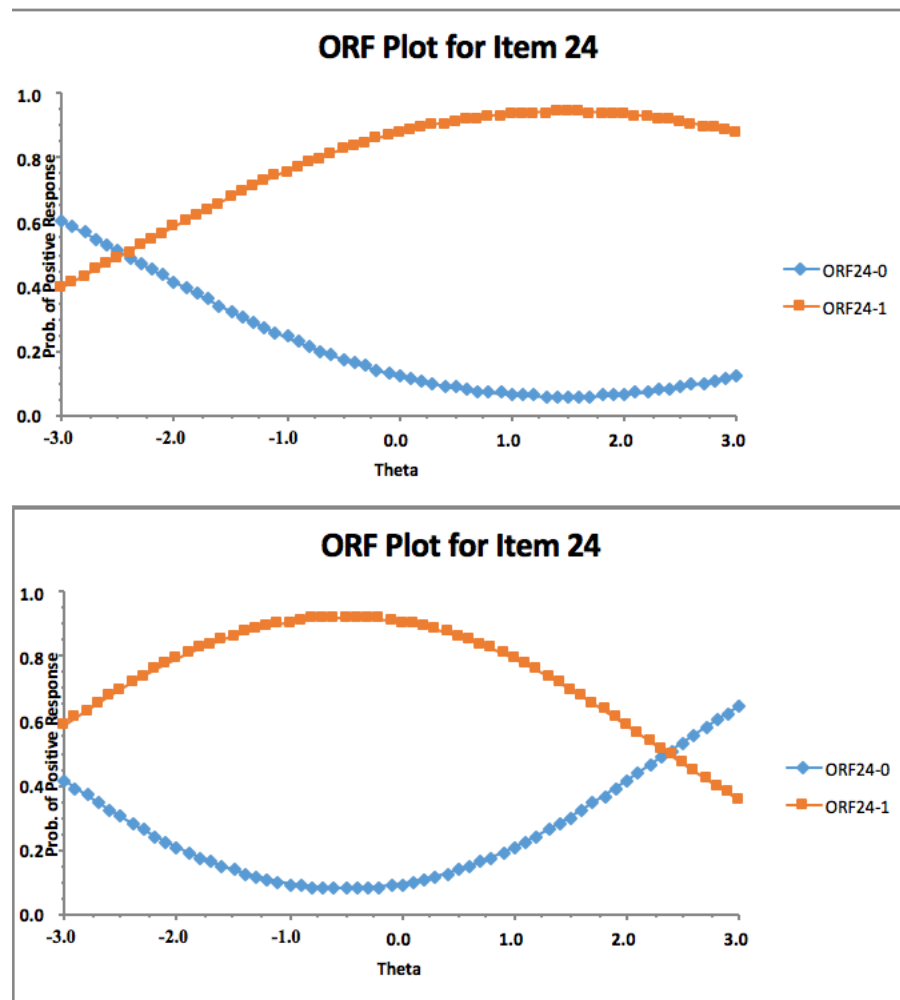 ORF Plot for Item 24
1.0
0.8
0.6
0.4
0.2
0.0
Prob. of Positive Response
-3.0 -2.0 -1.0 0.0 1.0 2.0 3.0
Theta
ORF24-0
ORF24-1
ORF Plot for Item 24
1.0
0.8
0.6
0.4
0.2
0.0
Prob. of Positive Response
-3.0 -2.0 -1.0 0.0 1.0 2.0 3.0
Theta
ORF24-0
ORF24-1